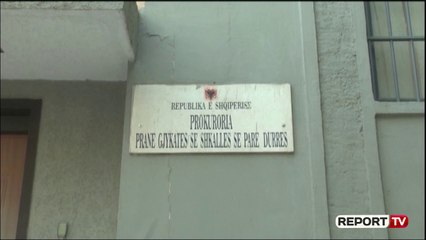 REPUBLIKA E SHQIPERISE
PROKURORIA
PRANE GJYKATES SE SHKALLES SE PARE DURRES
REPORT TV